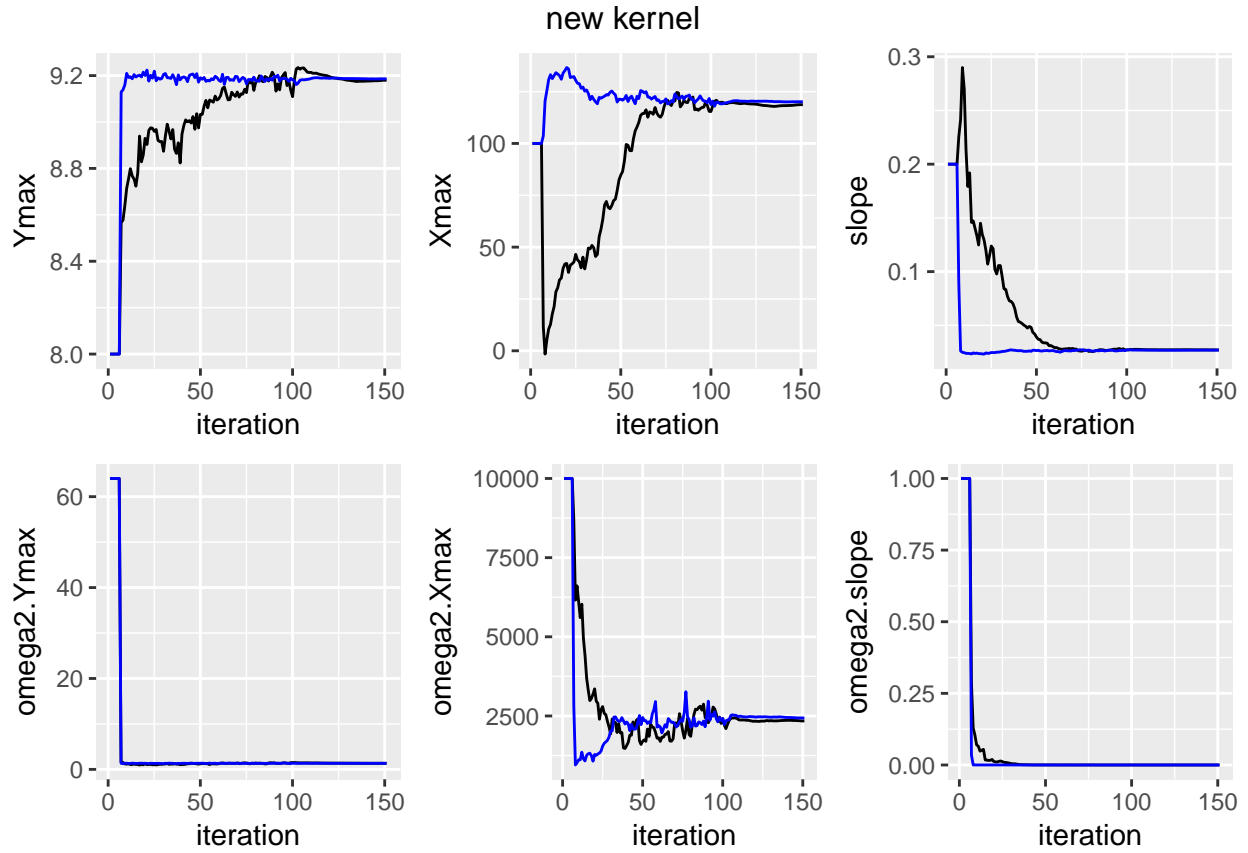 new kernel
Ymax
9.2
8.8
8.4
8.0
0 50 100 150
iteration
Xmax
100
50
0
0 50 100 150
iteration
slope
0.3
0.2
0.1
0 50 100 150
iteration
omega2.Ymax
60
40
20
0
0 50 100 150
iteration
omega2.Xmax
10000
7500
5000
2500
0 50 100 150
iteration
omega2.slope
1.00
0.75
0.50
0.25
0.00
0 50 100 150
iteration